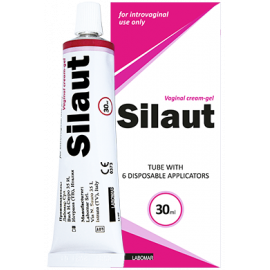 for intravaginal
use only
Vaginal cream-gel
Silaut
TUBE WITH
6 DISPOSABLE APPLICATORS
30ml
LABOMAR
Vaginal cream-gel
Silaut
30ml
CE
LABOMAR